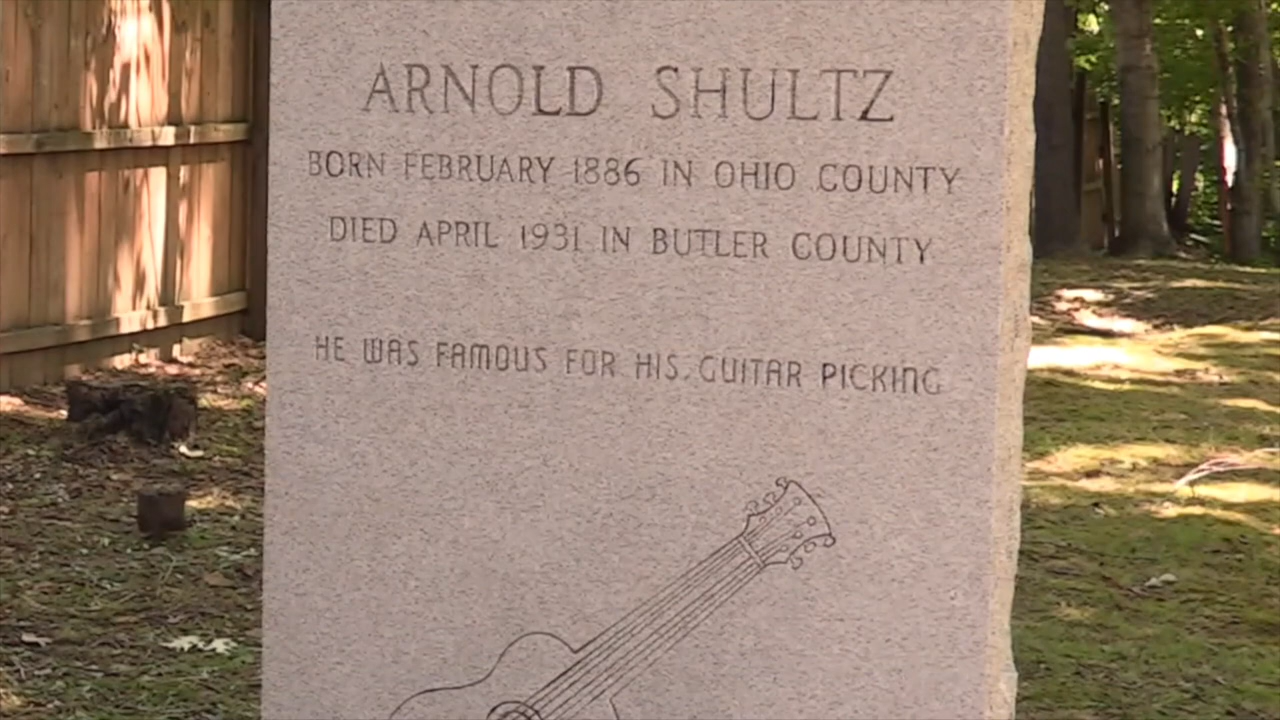 ARNOLD SHULTZ
BORN FEBRUARY 1886 IN OHIO COUNTY
DIED APRIL 1931 IN BUTLER COUNTY
HE WAS FAMOUS FOR HIS GUITAR PICKING